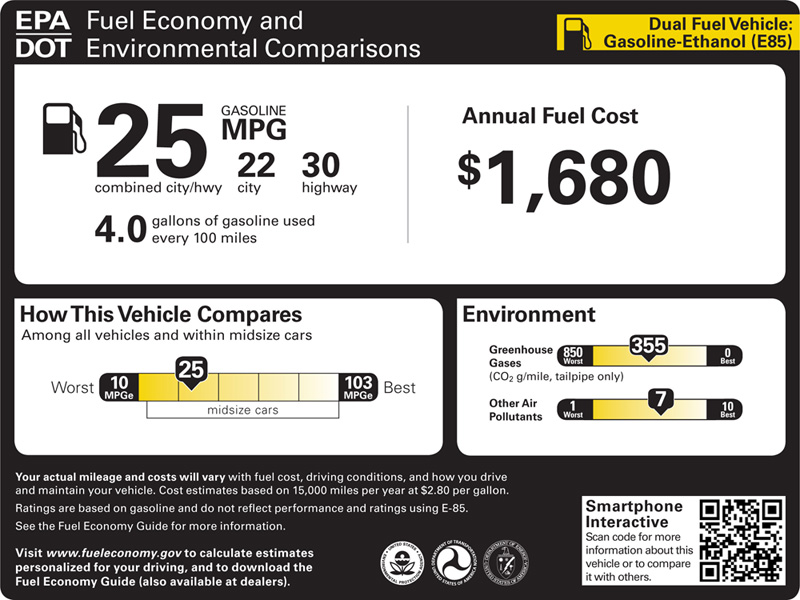 EPA
DOT
Fuel Economy and
Environmental Comparisons
Dual Fuel Vehicle:
Gasoline-Ethanol (E85)
25
GASOLINE
MPG
22
30
combined city/hwy
city
highway
4.0
gallons of gasoline used
every 100 miles
Annual Fuel Cost
$1,680
How This Vehicle Compares
Among all vehicles and within midsize cars
25
Worst
10
MPGe
103
MPGe
Best
midsize cars
Environment
Greenhouse
Gases
(CO2 g/mile, tailpipe only)
850
Worst
355
0
Best
Other Air
Pollutants
1
Worst
7
10
Best
Your actual mileage and costs will vary with fuel cost, driving conditions, and how you drive
and maintain your vehicle. Cost estimates based on 15,000 miles per year at $2.80 per gallon.
Ratings are based on gasoline and do not reflect performance and ratings using E-85.
See the Fuel Economy Guide for more information.
Visit www.fueleconomy.gov to calculate estimates
personalized for your driving, and to download the
Fuel Economy Guide (also available at dealers).
Smartphone
Interactive
Scan code for more
information about this
vehicle or to compare
it with others.